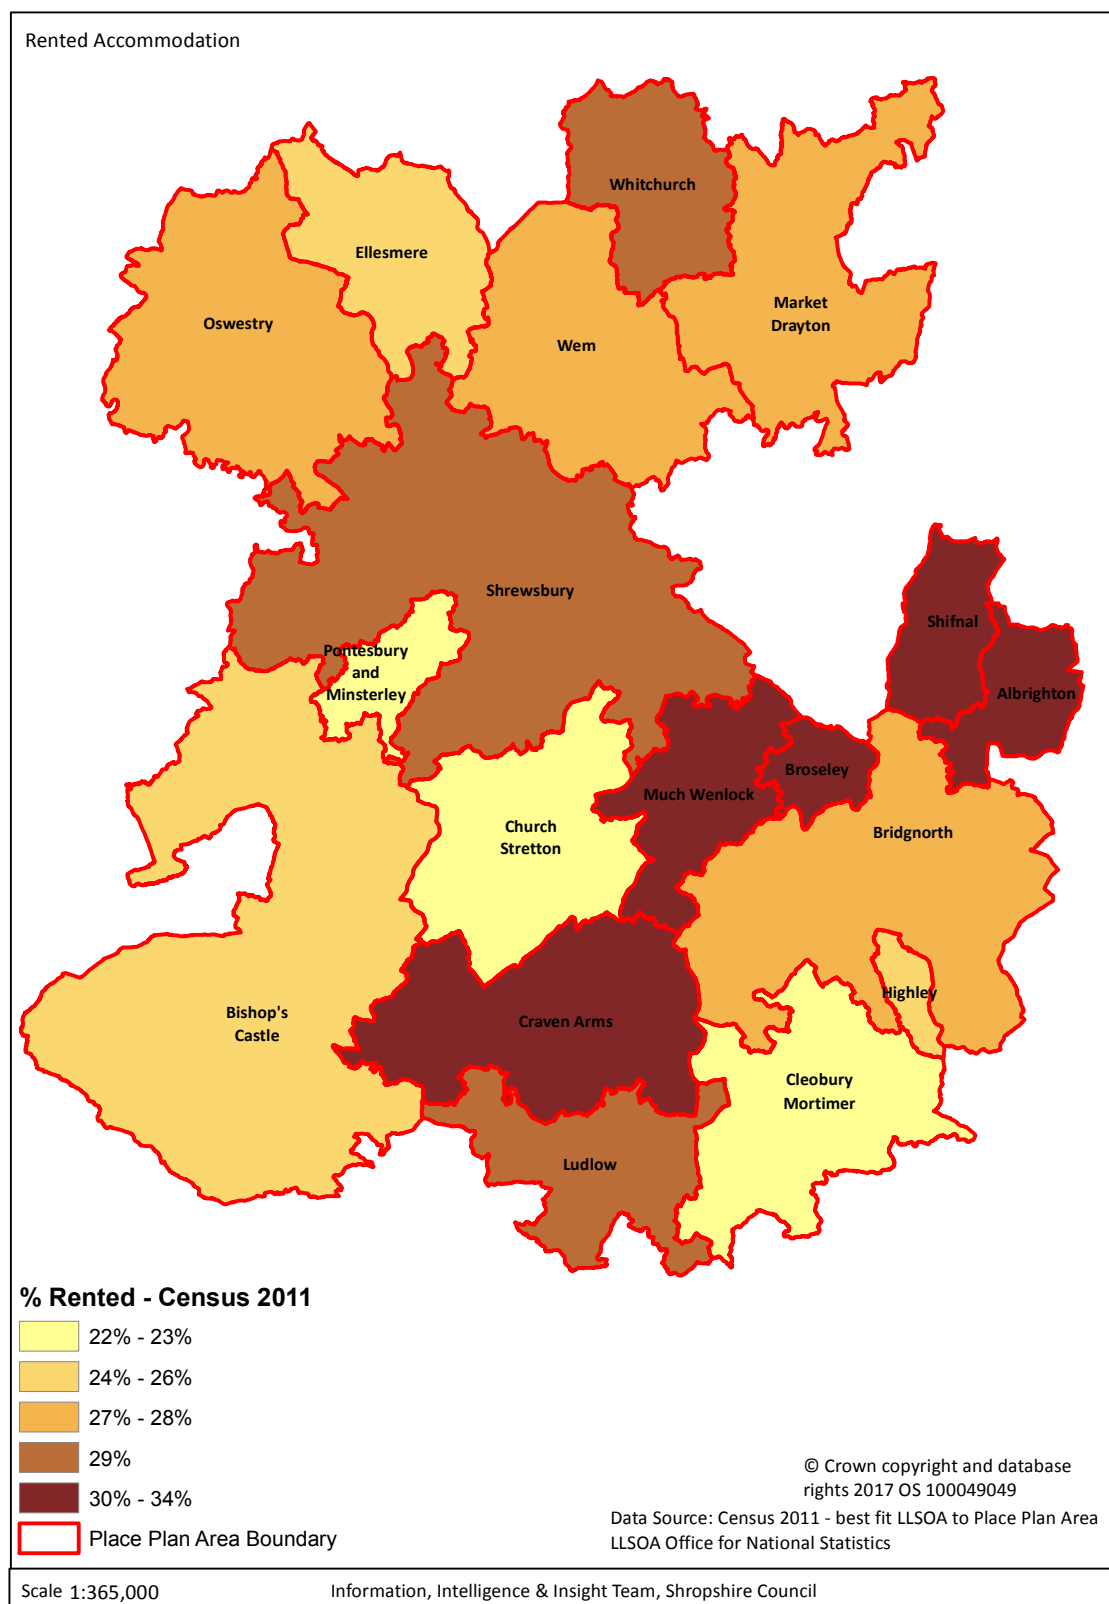 Rented Accommodation
Whitchurch
Ellesmere
Market
Drayton
Oswestry
Wem
Shrewsbury
Shifnal
Pontesbury
and
Minsterley
Albrighton
Broseley
Much Wenlock
Church
Stretton
Bridgnorth
Highley
Bishop's
Castle
Craven Arms
Cleobury
Mortimer
Ludlow
% Rented - Census 2011
22% - 23%
24% - 26%
27% - 28%
29%
30% - 34%
Place Plan Area Boundary
© Crown copyright and database
rights 2017 OS 100049049
Data Source: Census 2011 - best fit LLSOA to Place Plan Area
LLSOA Office for National Statistics
Scale 1:365,000
Information, Intelligence & Insight Team, Shropshire Council